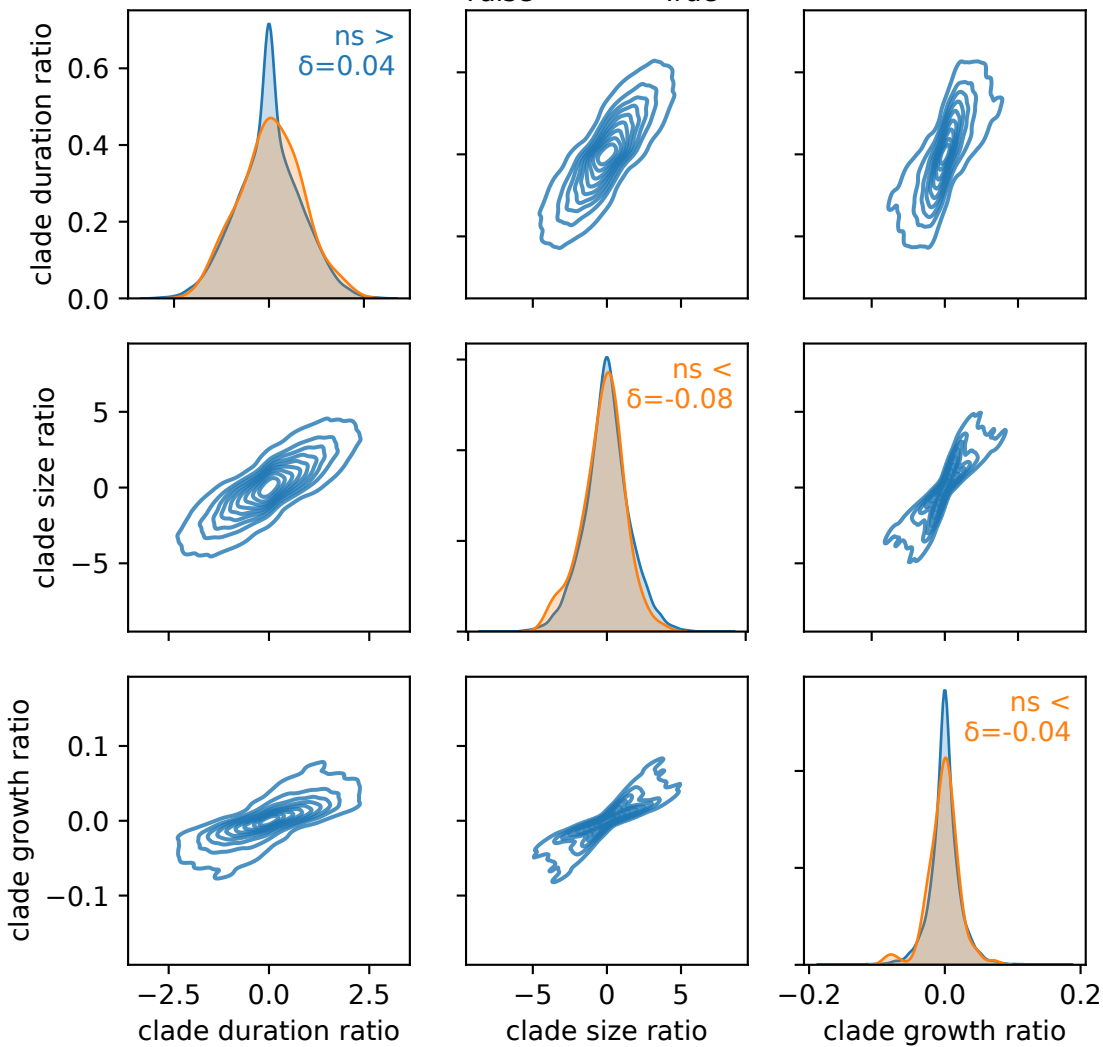 clade duration ratio
0.6
0.4
0.2
0.0
ns >
δ=0.04
clade size ratio
5
0
−5
ns <
δ=-0.08
clade growth ratio
0.1
0.0
−0.1
ns <
δ=-0.04
−2.5 0.0 2.5
−5 0 5
−0.2 0.0 0.2
clade duration ratio
clade size ratio
clade growth ratio